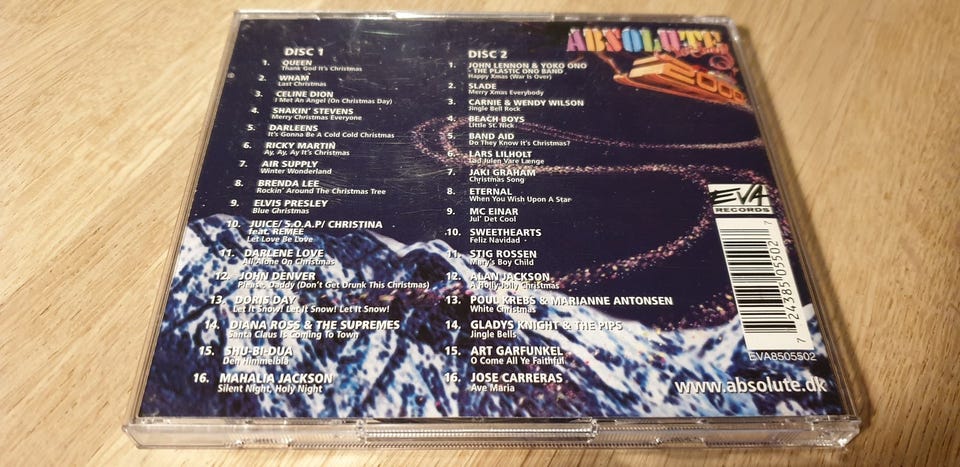 ABSOLUTE
2000
DISC 1
1. QUEEN
Thank God It's Christmas
2. WHAM
Last Christmas
3. CELINE DION
I Met An Angel (On Christmas Day)
4. SHAKIN' STEVENS
Merry Christmas Everyone
5. DARLEENS
It's Gonna Be A Cold Cold Christmas
6. RICKY MARTIN
Ay, Ay, Ay It's Christmas
7. AIR SUPPLY
Winter Wonderland
8. BRENDA LEE
Rockin' Around The Christmas Tree
9. ELVIS PRESLEY
Blue Christmas
10. JUICE/ S.O.A.P/ CHRISTINA
feat. REMEE
Let Love Be Love
11. DARLENE LOVE
All Alone On Christmas
12. JOHN DENVER
Please, Daddy (Don't Get Drunk This Christmas)
13. DORIS DAY
Let It Snow! Let It Snow! Let It Snow!
14. DIANA ROSS & THE SUPREMES
Santa Claus Is Coming To Town
15. SHU-BI-DUA
Den Himmelblå
16. MAHALIA JACKSON
Silent Night, Holy Night
DISC 2
1. JOHN LENNON & YOKO ONO
- THE PLASTIC ONO BAND
Happy Xmas (War Is Over)
2. SLADE
Merry Xmas Everybody
3. CARNIE & WENDY WILSON
Jingle Bell Rock
4. BEACH BOYS
Little St. Nick
5. BAND AID
Do They Know It's Christmas?
6. LARS LILHOLT
Lad Julen Vare Længe
7. JAKI GRAHAM
Christmas Song
8. ETERNAL
When You Wish Upon A Star
9. MC EINAR
Jul' Det Cool
10. SWEETHEARTS
Feliz Navidad
11. STIG ROSSEN
Mary's Boy Child
12. ALAN JACKSON
A Holly Jolly Christmas
13. POUL KREBS & MARIANNE ANTONSEN
White Christmas
14. GLADYS KNIGHT & THE PIPS
Jingle Bells
15. ART GARFUNKEL
O Come All Ye Faithful
16. JOSE CARRERAS
Ave Maria
EVA
RECORDS
7 24385 05502 7
EVA8505502
www.absolute.dk